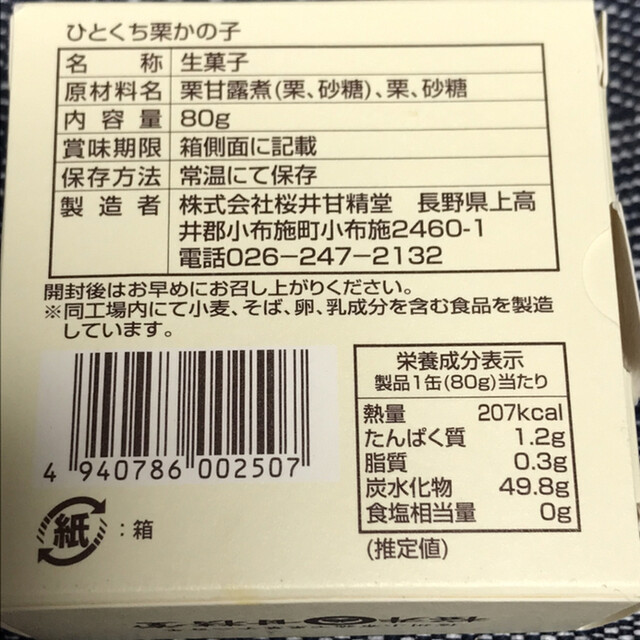 ひとくち栗かの子
名 称 生菓子
原材料名 栗甘露煮(栗、砂糖)、栗、砂糖
内容量 80g
賞味期限 箱側面に記載
保存方法 常温にて保存
製造者 株式会社桜井甘精堂 長野県上高
井郡小布施町小布施2460-1
電話026-247-2132
開封後はお早めにお召し上がりください。
※同工場内にて小麦、そば、卵、乳成分を含む食品を製造
しています。
4 940786 002507
紙 : 箱
栄養成分表示
製品1缶(80g)当たり
熱量 207kcal
たんぱく質 1.2g
脂質 0.3g
炭水化物 49.8g
食塩相当量 0g
(推定値)